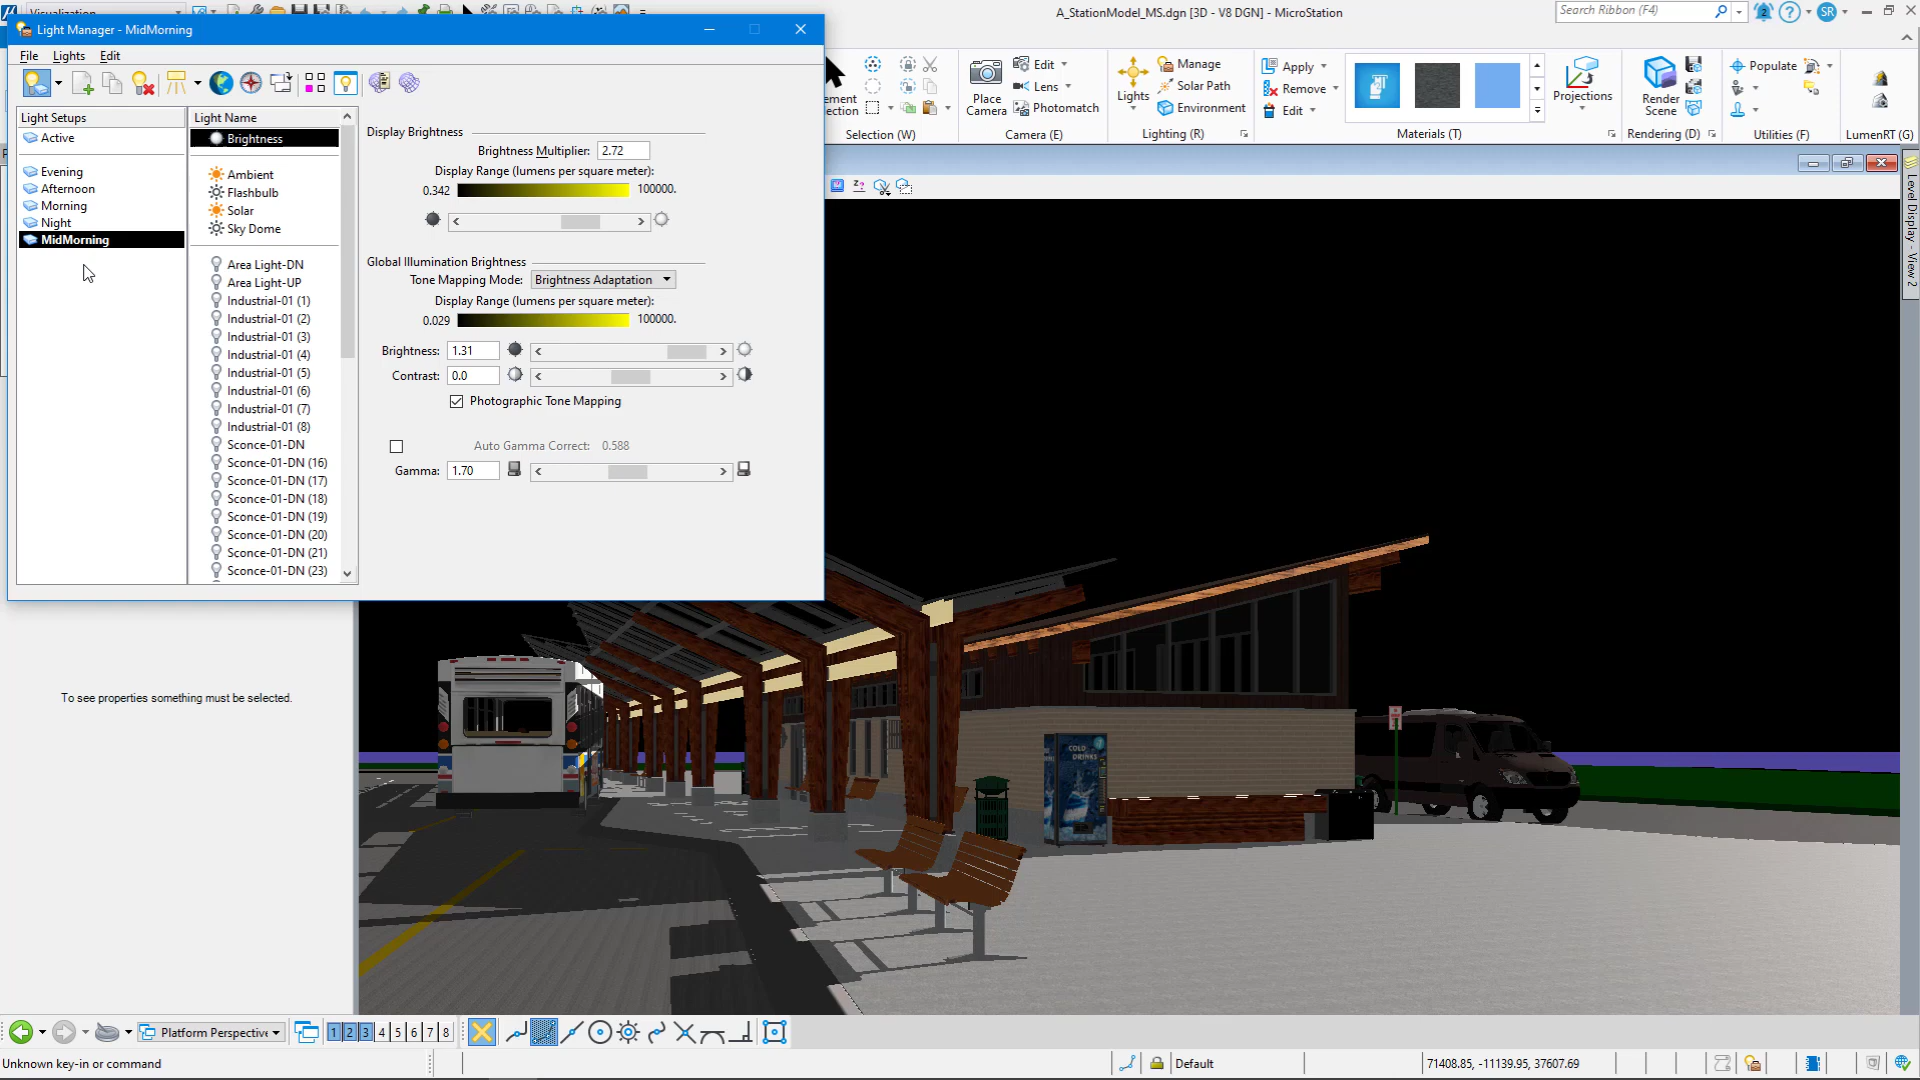 Visualization
A_StationModel_MS.dgn [3D - V8 DGN] - MicroStation
Search Ribbon (F4)
2
SR
Light Manager - MidMorning
File Lights Edit
Light Setups
Active
Evening
Afternoon
Morning
Night
MidMorning
Light Name
Brightness
Ambient
Flashbulb
Solar
Sky Dome
Area Light-DN
Area Light-UP
Industrial-01 (1)
Industrial-01 (2)
Industrial-01 (3)
Industrial-01 (4)
Industrial-01 (5)
Industrial-01 (6)
Industrial-01 (7)
Industrial-01 (8)
Sconce-01-DN
Sconce-01-DN (16)
Sconce-01-DN (17)
Sconce-01-DN (18)
Sconce-01-DN (19)
Sconce-01-DN (20)
Sconce-01-DN (21)
Sconce-01-DN (23)
Display Brightness
Brightness Multiplier: 2.72
Display Range (lumens per square meter):
0.342 100000.
Global Illumination Brightness
Tone Mapping Mode: Brightness Adaptation
Display Range (lumens per square meter):
0.029 100000.
Brightness: 1.31
Contrast: 0.0
Photographic Tone Mapping
Auto Gamma Correct: 0.588
Gamma: 1.70
Selection (W)
Place
Camera
Edit
Lens
Photomatch
Camera (E)
Lights
Manage
Solar Path
Environment
Lighting (R)
Apply
Remove
Edit
Projections
Materials (T)
Render
Scene
Rendering (D)
Populate
Utilities (F)
LumenRT (G)
Level Display - View 2
To see properties something must be selected.
COLD
DRINKS
Platform Perspective
1 2 3 4 5 6 7 8
Unknown key-in or command
Default
71408.85, -11139.95, 37607.69